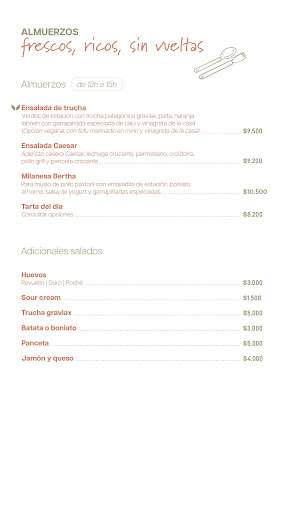 ALMUERZOS
frescos, ricos, sin vueltas
Almuerzos de 12h a 15h
Ensalada de trucha
Verdes de estación con trucha patagónica gravlax, palta, naranja
labneh con garrapiñada especiada de caju y vinagreta de la casa
(Opción vegana: con tofu marinado en mirin y vinagreta de la casa) $9.500
Ensalada Caesar
Aderezo casero Caesar, lechuga crocante, parmesano, croûtons,
pollo grill y panceta crocante $9.200
Milanesa Bertha
Pata muslo de pollo pastoril con ensaladita de estación, boniato
al horno, salsa de yogurt y garrapiñadas especiadas $10.500
Tarta del día
Consultar opciones $8.200
Adicionales salados
Huevos
Revuelto | Duro | Poché $3.000
Sour cream $1.500
Trucha gravlax $5.000
Batata o boniato $3.000
Panceta $5.000
Jamón y queso $4.000